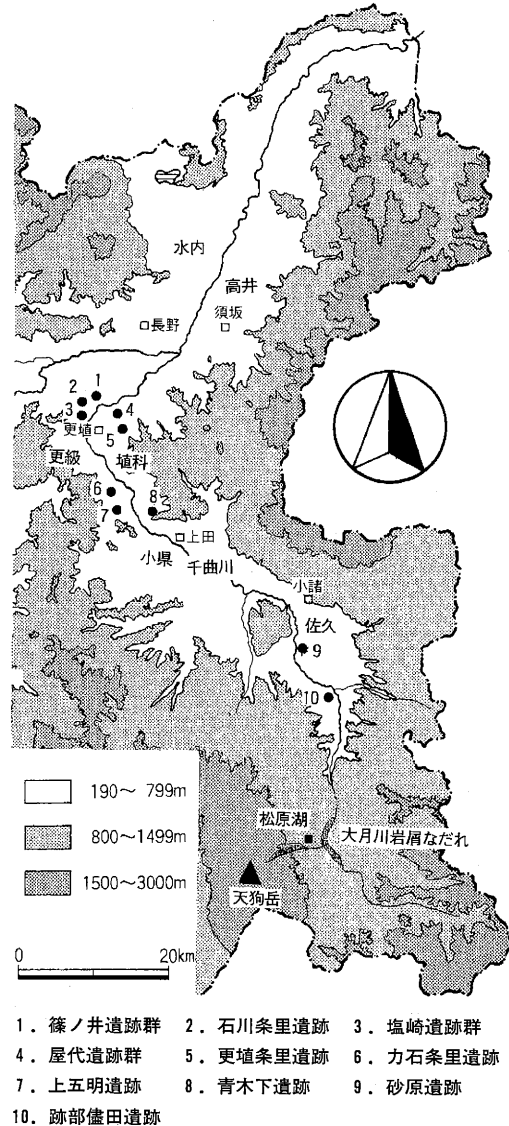 水内
高井
須坂
長野
1
2
3
4
5
更埴
更級
埴科
6
7
8
上田
小県
千曲川
小諸
佐久
9
10
190～ 799m
800～1499m
1500～3000m
松原湖
大月川岩屑なだれ
天狗岳
0 20km
1．篠ノ井遺跡群 2．石川条里遺跡 3．塩崎遺跡群
4．屋代遺跡群 5．更埴条里遺跡 6．力石条里遺跡
7．上五明遺跡 8．青木下遺跡 9．砂原遺跡
10．跡部儘田遺跡